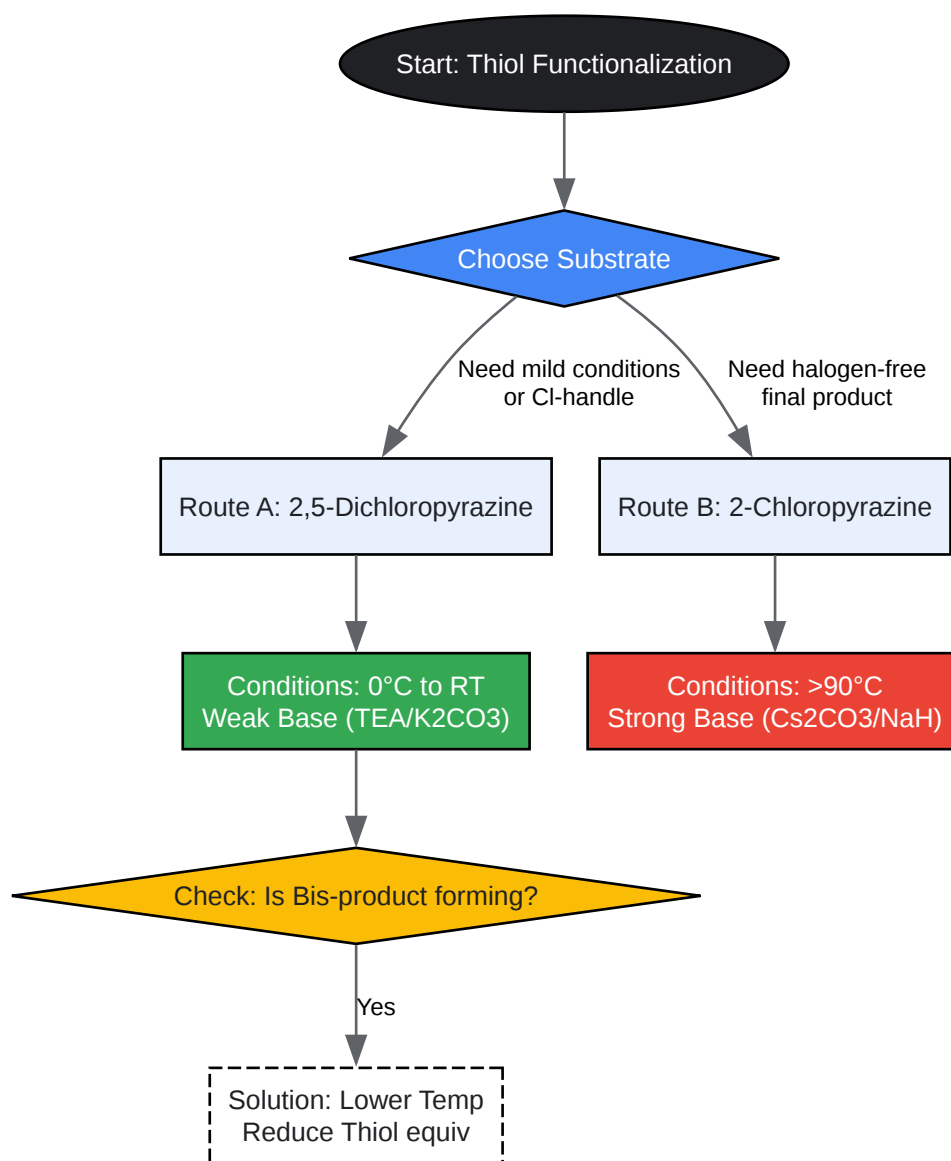 Start: Thiol Functionalization
Choose Substrate
Need mild conditions
or Cl-handle
Need halogen-free
final product
Route A: 2,5-Dichloropyrazine
Route B: 2-Chloropyrazine
Conditions: 0°C to RT
Weak Base (TEA/K2CO3)
Conditions: >90°C
Strong Base (Cs2CO3/NaH)
Check: Is Bis-product forming?
Yes
Solution: Lower Temp
Reduce Thiol equiv